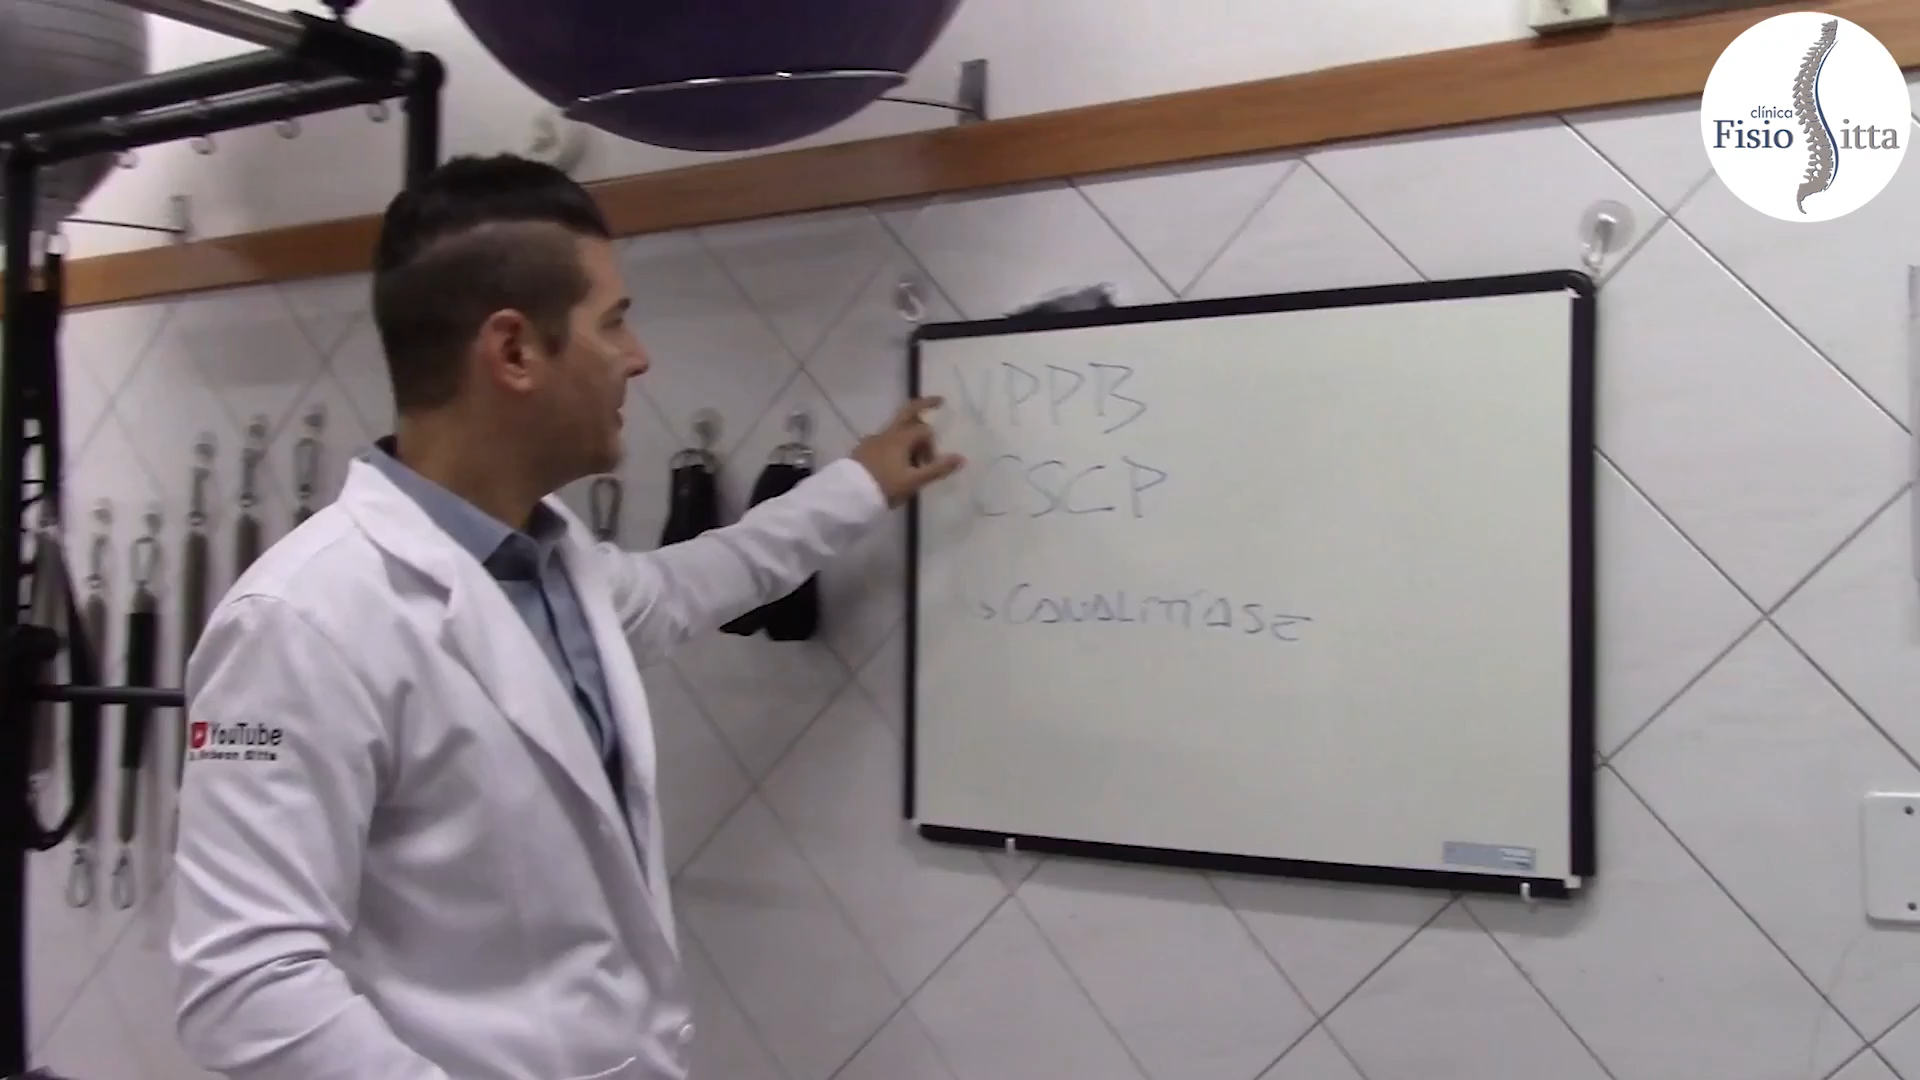 clínica
Fisio Sitta
VPPB
CSCP
CANALITÍASE
YouTube